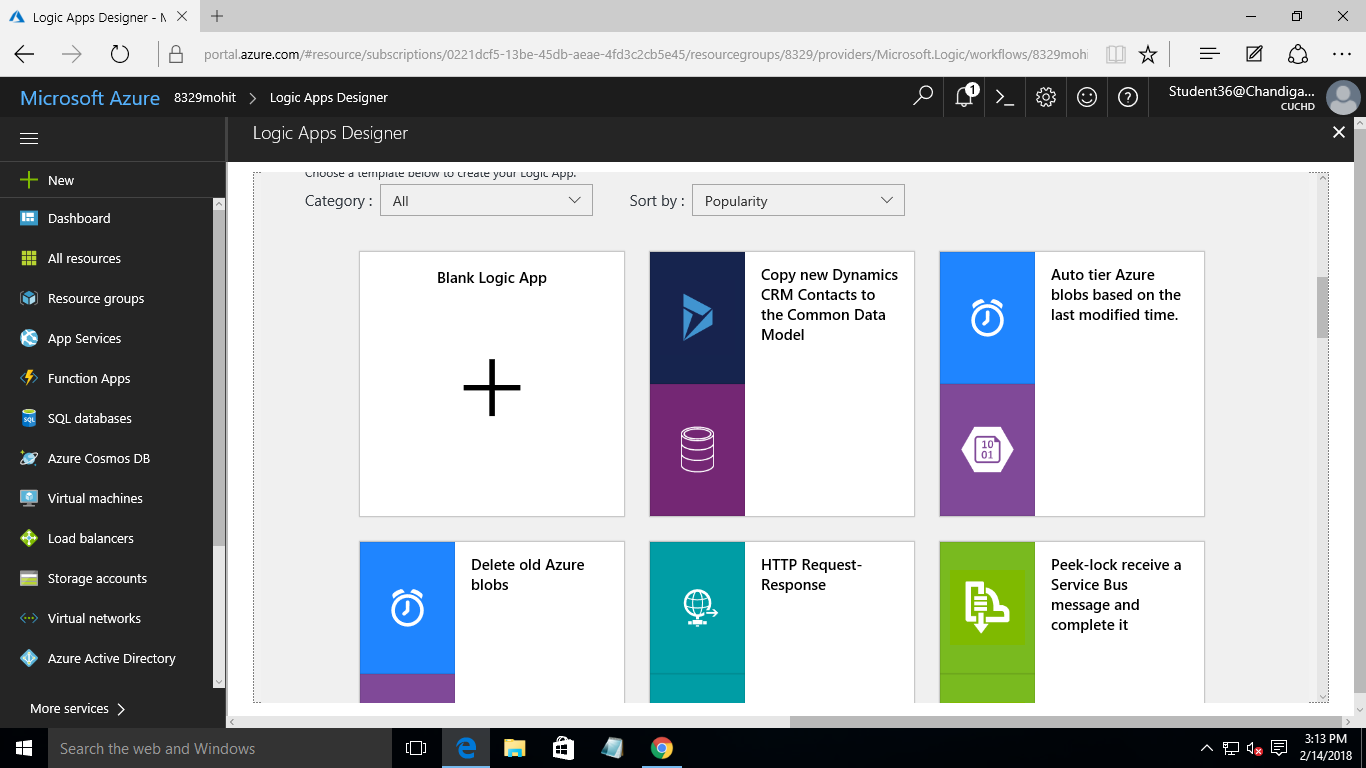 Logic Apps Designer - M
portal.azure.com/#resource/subscriptions/0221dcf5-13be-45db-aeae-4fd3c2cb5e45/resourcegroups/8329/providers/Microsoft.Logic/workflows/8329mohi
Microsoft Azure 8329mohit Logic Apps Designer
1
Student36@Chandiga...
CUCHD
Logic Apps Designer
New
Dashboard
All resources
Resource groups
App Services
Function Apps
SQL databases
Azure Cosmos DB
Virtual machines
Load balancers
Storage accounts
Virtual networks
Azure Active Directory
More services
Choose a template below to create your Logic App.
Category : All Sort by : Popularity
Blank Logic App
Copy new Dynamics
CRM Contacts to
the Common Data
Model
Auto tier Azure
blobs based on the
last modified time.
10
01
Delete old Azure
blobs
HTTP Request-
Response
Peek-lock receive a
Service Bus
message and
complete it
Search the web and Windows
3:13 PM
2/14/2018